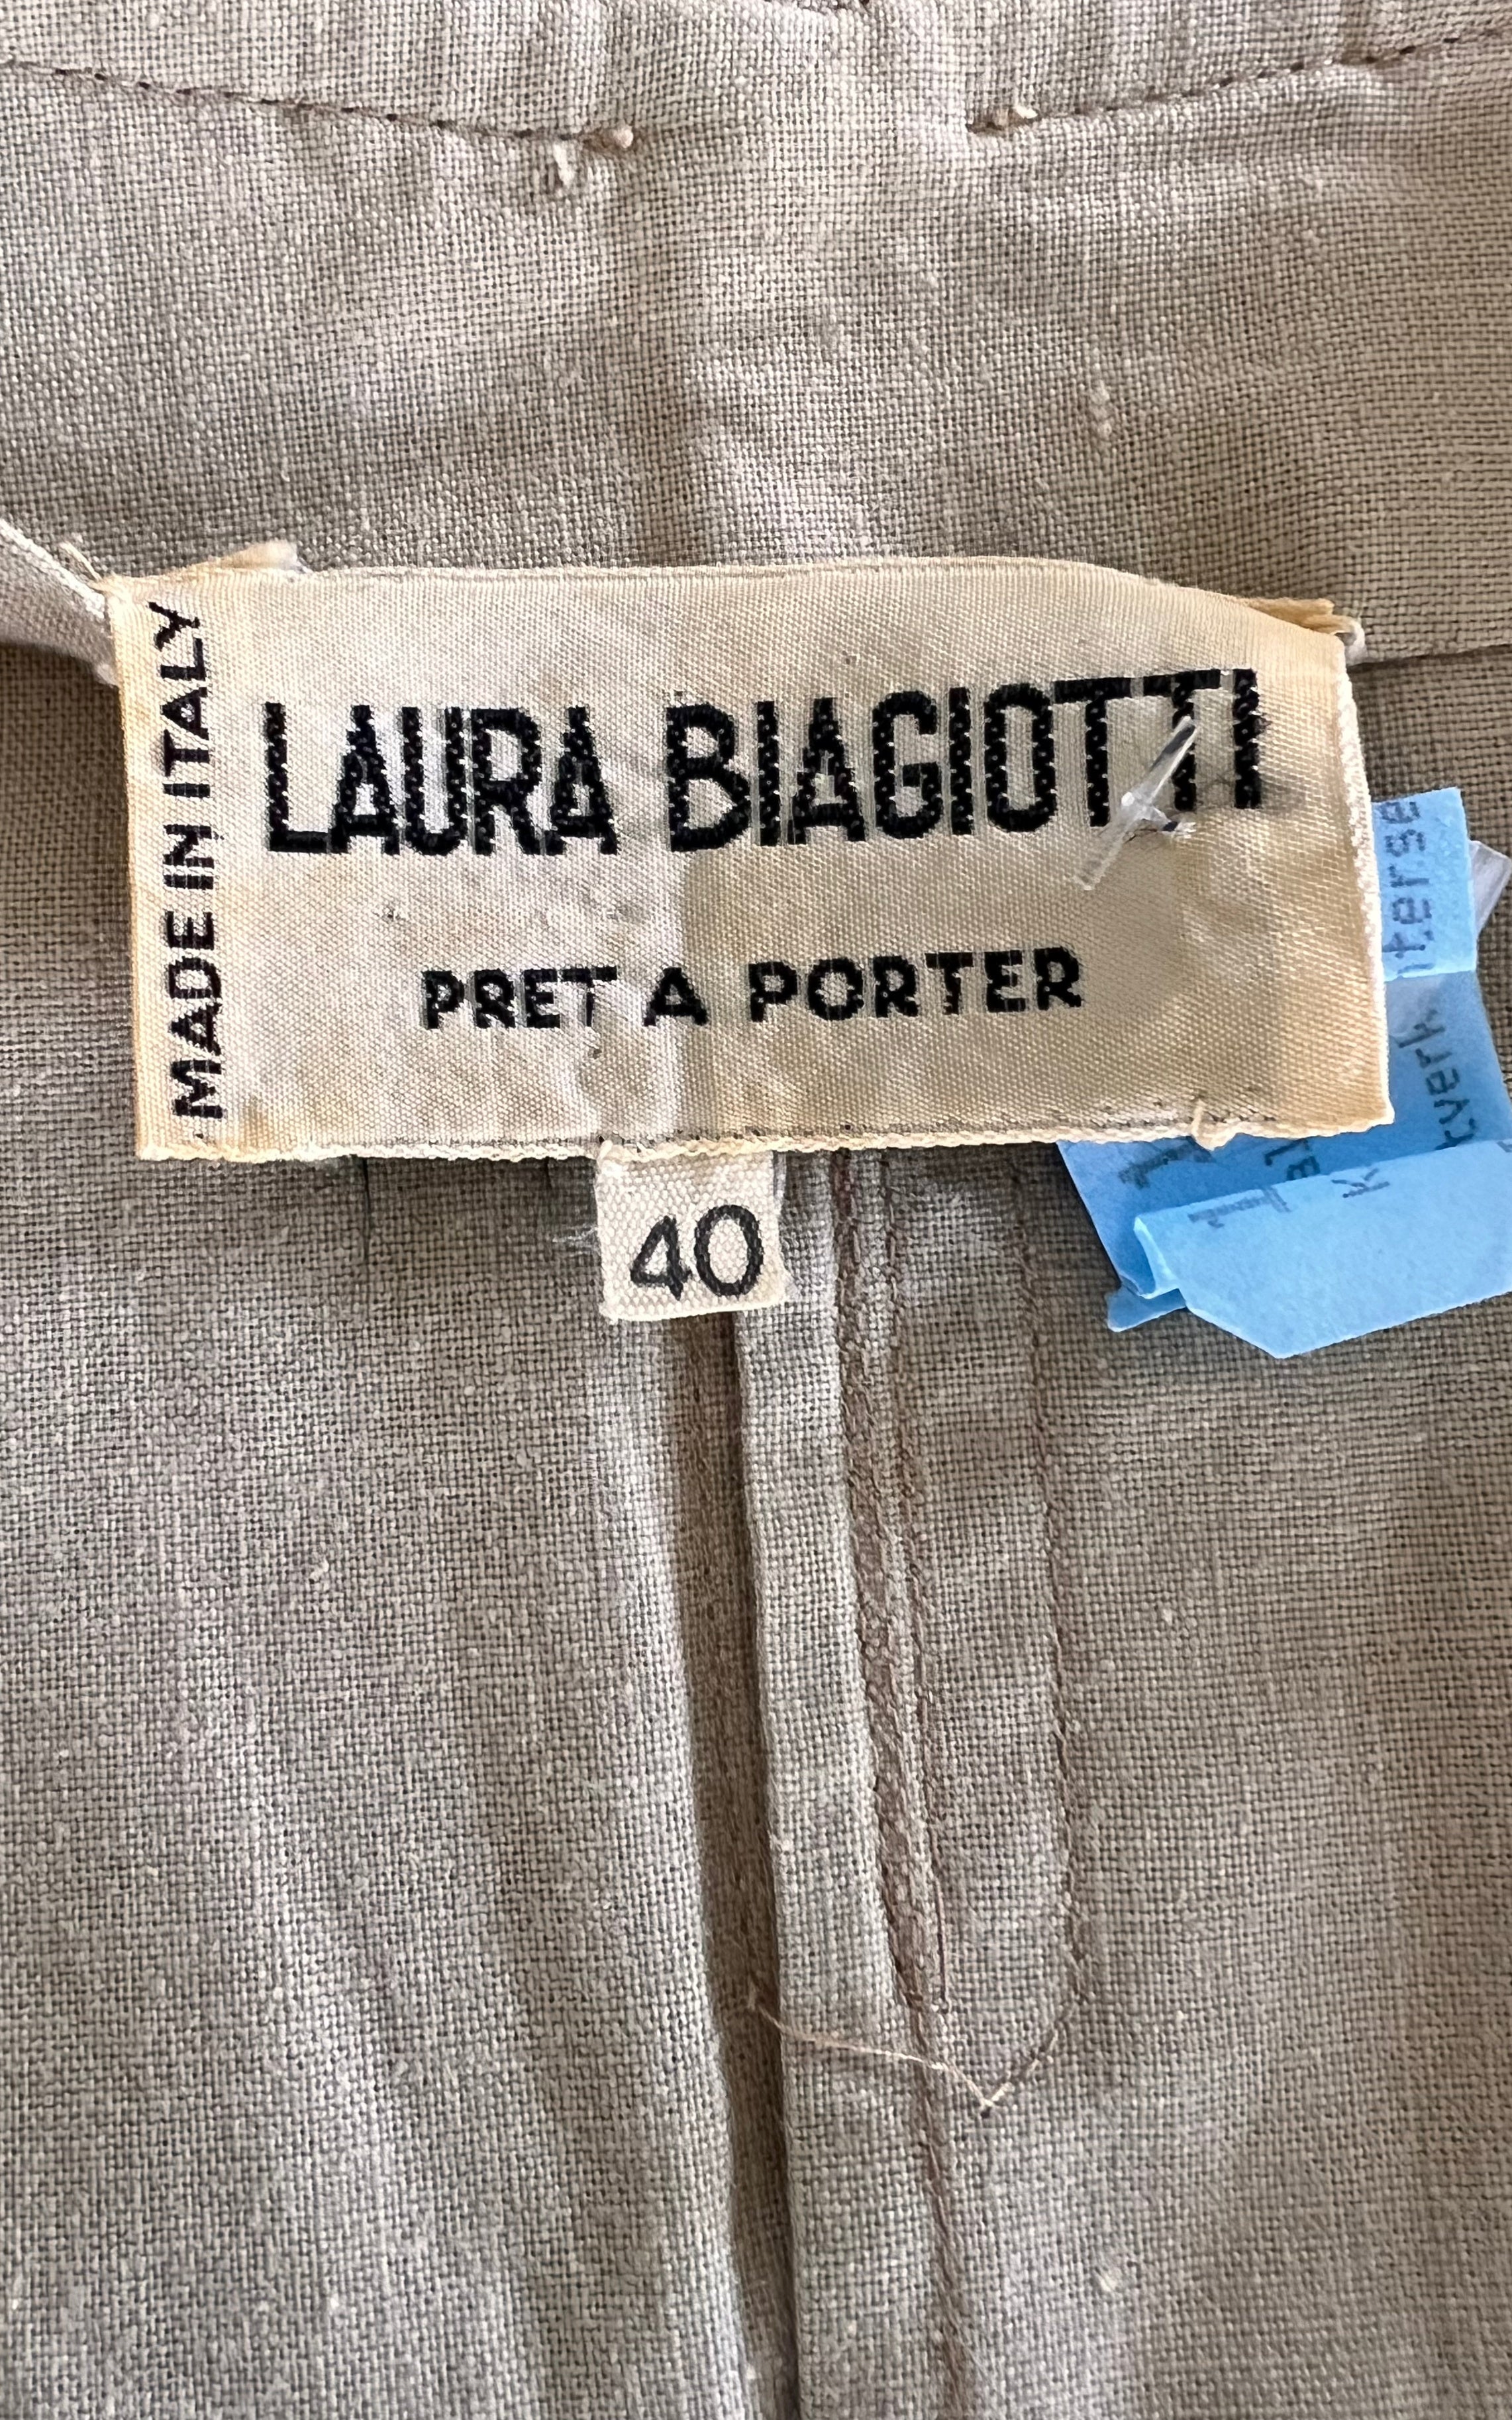 MADE IN ITALY
LAURA BIAGIOTTI
PRET A PORTER
40